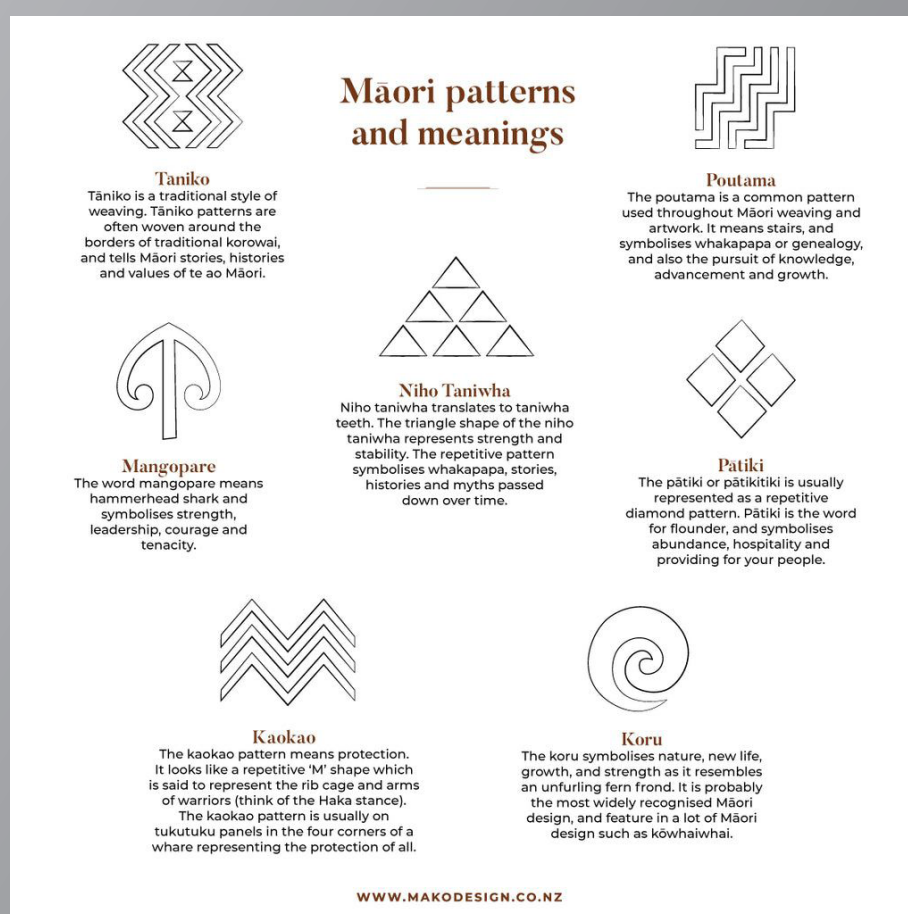 Māori patterns
and meanings
Tāniko
Tāniko is a traditional style of
weaving. Tāniko patterns are
often woven around the
borders of traditional korowai,
and tells Māori stories, histories
and values of te ao Māori.
Poutama
The poutama is a common pattern
used throughout Māori weaving and
artwork. It means stairs, and
symbolises whakapapa or genealogy,
and also the pursuit of knowledge,
advancement and growth.
Mangopare
The word mangopare means
hammerhead shark and
symbolises strength,
leadership, courage and
tenacity.
Niho Taniwha
Niho taniwha translates to taniwha
teeth. The triangle shape of the niho
taniwha represents strength and
stability. The repetitive pattern
symbolises whakapapa, stories,
histories and myths passed
down over time.
Pātiki
The pātiki or pātikitiki is usually
represented as a repetitive
diamond pattern. Pātiki is the word
for flounder, and symbolises
abundance, hospitality and
providing for your people.
Kaokao
The kaokao pattern means protection.
It looks like a repetitive ‘M’ shape which
is said to represent the rib cage and arms
of warriors (think of the Haka stance).
The kaokao pattern is usually on
tukutuku panels in the four corners of a
whare representing the protection of all.
Koru
The koru symbolises nature, new life,
growth, and strength as it resembles
an unfurling fern frond. It is probably
the most widely recognised Māori
design, and feature in a lot of Māori
design such as kōwhaiwhai.
WWW.MAKODESIGN.CO.NZ